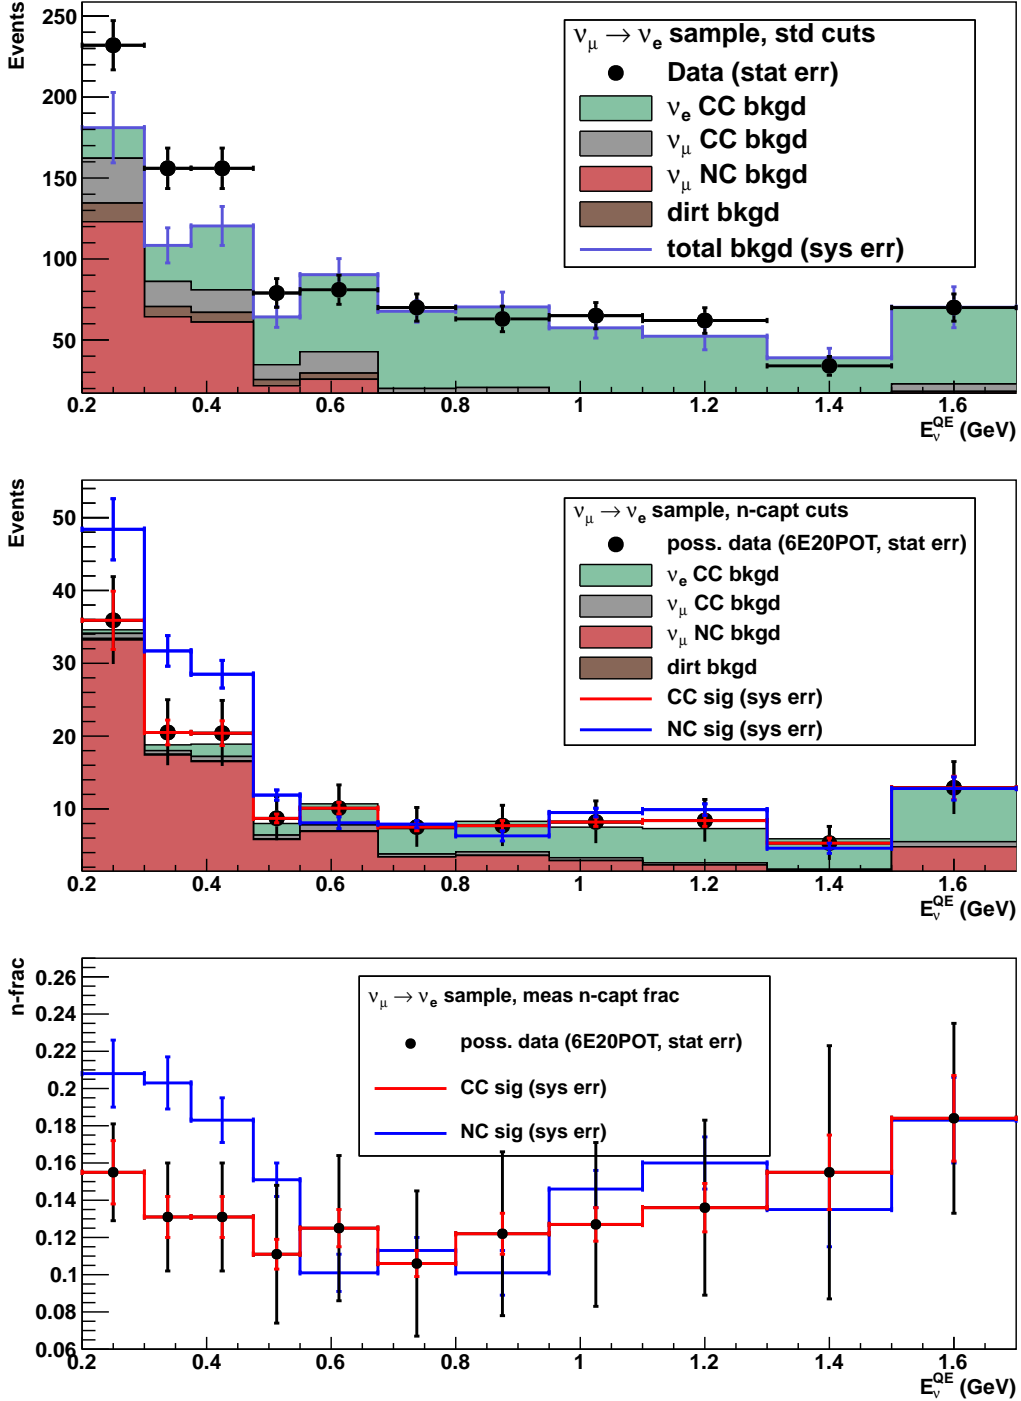 Events
250
200
150
100
50
ν_μ → ν_e sample, std cuts
Data (stat err)
ν_e CC bkgd
ν_μ CC bkgd
ν_μ NC bkgd
dirt bkgd
total bkgd (sys err)
0.2 0.4 0.6 0.8 1 1.2 1.4 1.6
E_ν^QE (GeV)
Events
50
40
30
20
10
ν_μ → ν_e sample, n-capt cuts
poss. data (6E20POT, stat err)
ν_e CC bkgd
ν_μ CC bkgd
ν_μ NC bkgd
dirt bkgd
CC sig (sys err)
NC sig (sys err)
0.2 0.4 0.6 0.8 1 1.2 1.4 1.6
E_ν^QE (GeV)
n-frac
0.26
0.24
0.22
0.2
0.18
0.16
0.14
0.12
0.1
0.08
0.06
ν_μ → ν_e sample, meas n-capt frac
poss. data (6E20POT, stat err)
CC sig (sys err)
NC sig (sys err)
0.2 0.4 0.6 0.8 1 1.2 1.4 1.6
E_ν^QE (GeV)